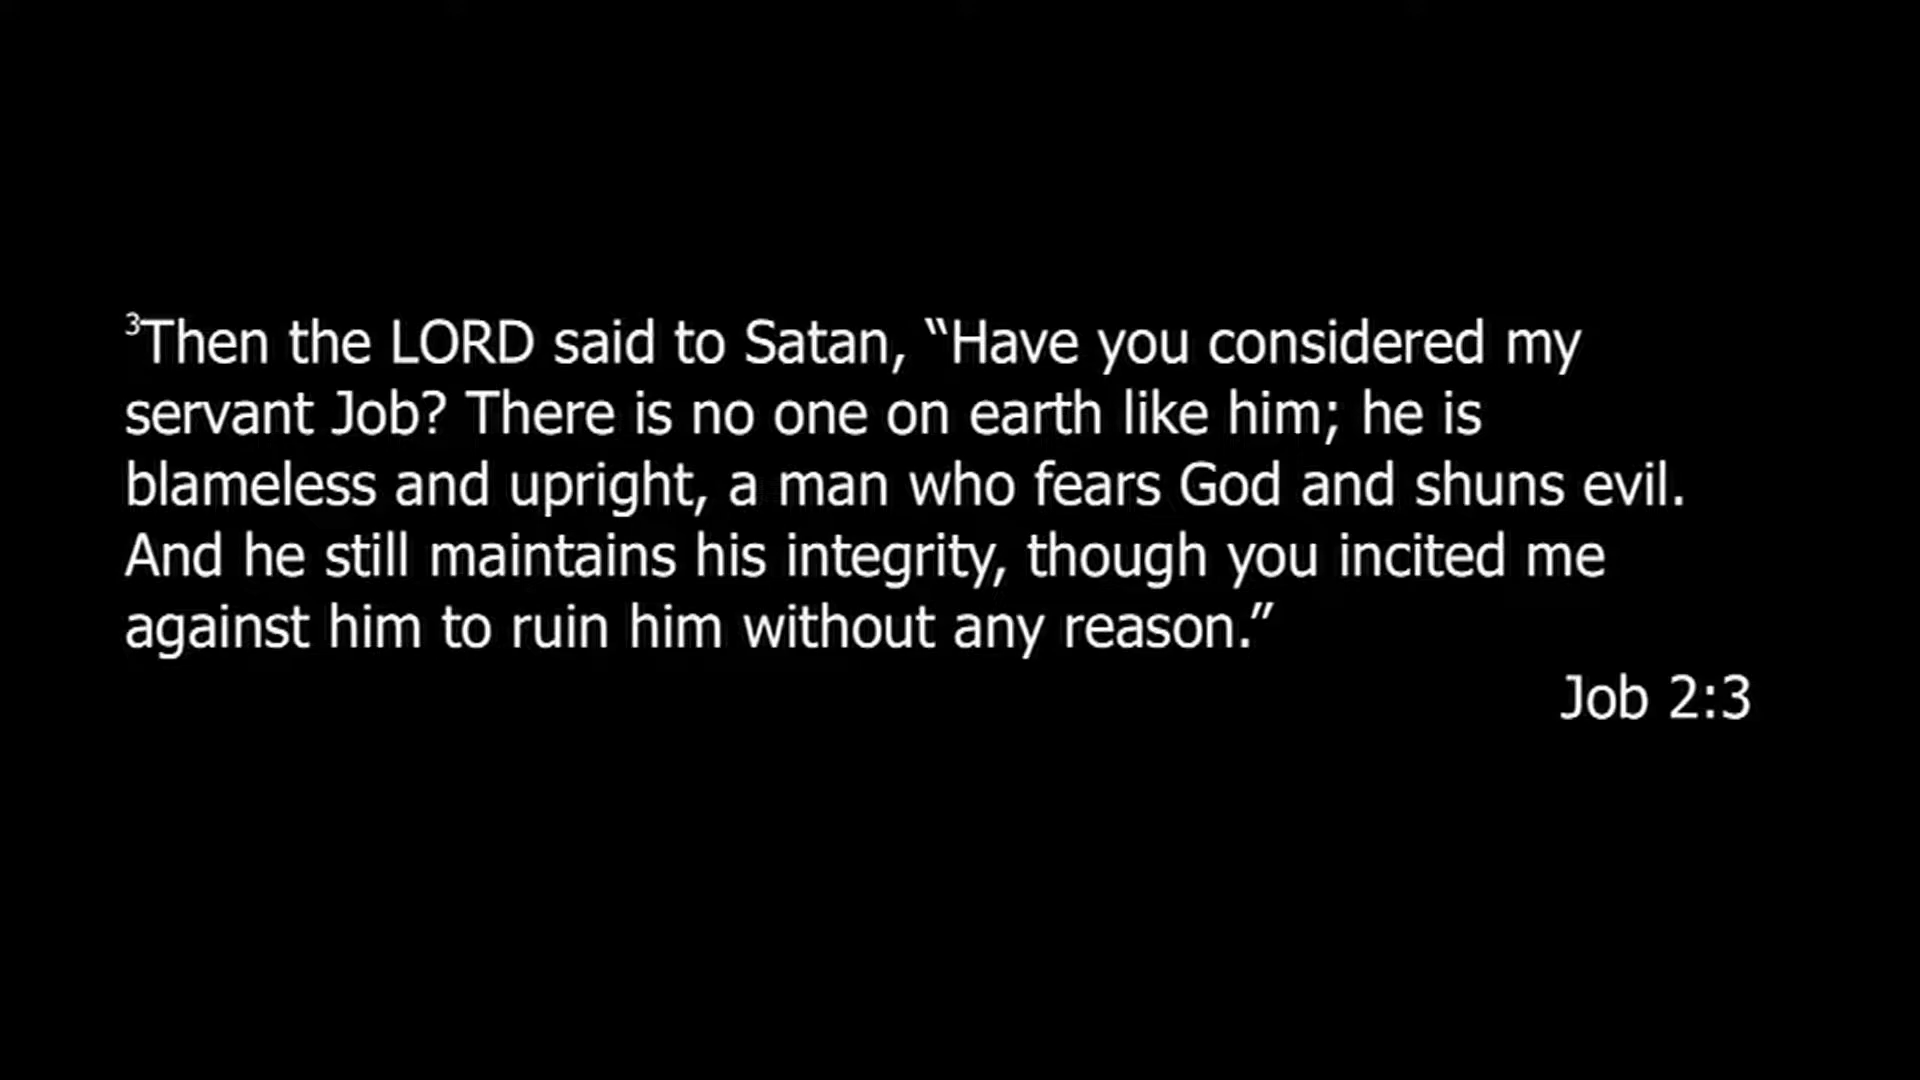 ³Then the LORD said to Satan, “Have you considered my
servant Job? There is no one on earth like him; he is
blameless and upright, a man who fears God and shuns evil.
And he still maintains his integrity, though you incited me
against him to ruin him without any reason.”
Job 2:3